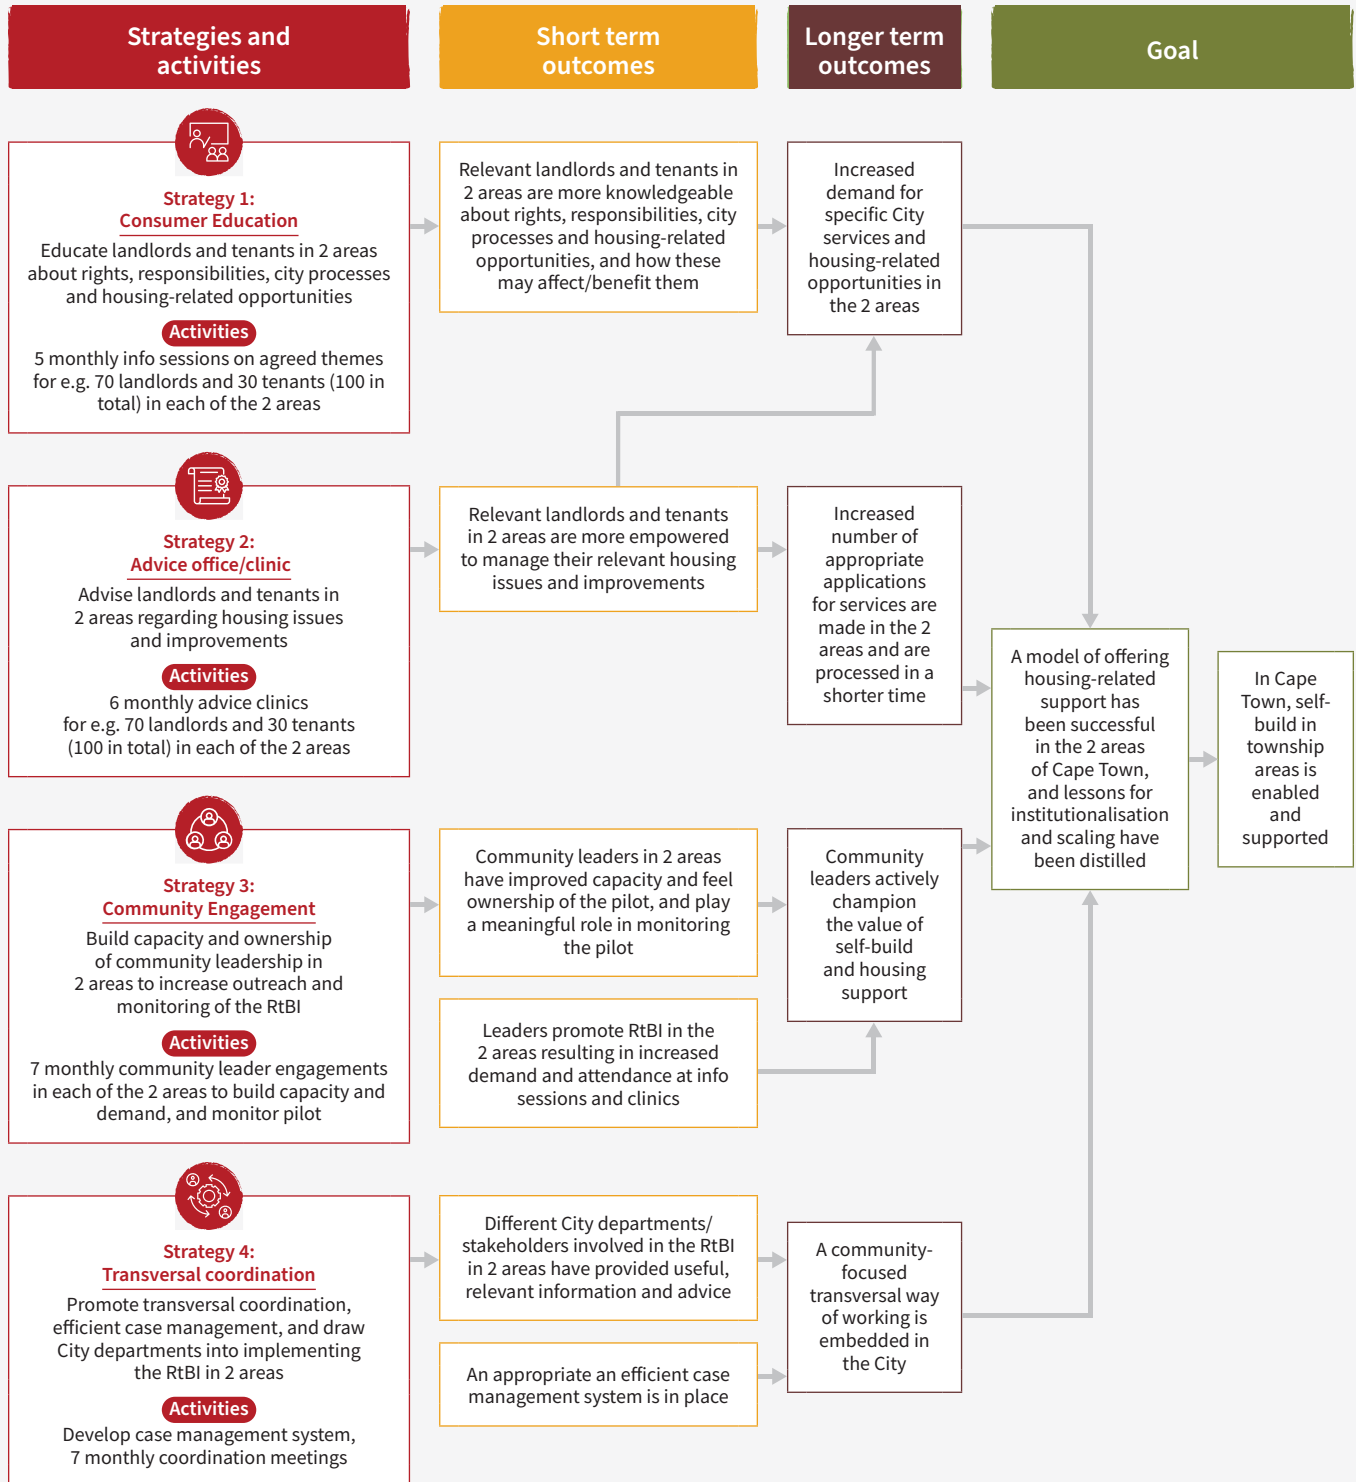 Strategies and
activities
Short term
outcomes
Longer term
outcomes
Goal
Strategy 1:
Consumer Education
Educate landlords and tenants in 2 areas
about rights, responsibilities, city processes
and housing-related opportunities
Activities
5 monthly info sessions on agreed themes
for e.g. 70 landlords and 30 tenants (100 in
total) in each of the 2 areas
Relevant landlords and tenants in
2 areas are more knowledgeable
about rights, responsibilities, city
processes and housing-related
opportunities, and how these
may affect/benefit them
Increased
demand for
specific City
services and
housing-related
opportunities in
the 2 areas
Strategy 2:
Advice office/clinic
Advise landlords and tenants in
2 areas regarding housing issues
and improvements
Activities
6 monthly advice clinics
for e.g. 70 landlords and 30 tenants
(100 in total) in each of the 2 areas
Relevant landlords and tenants
in 2 areas are more empowered
to manage their relevant housing
issues and improvements
Increased
number of
appropriate
applications
for services are
made in the 2
areas and are
processed in a
shorter time
Strategy 3:
Community Engagement
Build capacity and ownership
of community leadership in
2 areas to increase outreach and
monitoring of the RtBI
Activities
7 monthly community leader engagements
in each of the 2 areas to build capacity and
demand, and monitor pilot
Community leaders in 2 areas
have improved capacity and feel
ownership of the pilot, and play
a meaningful role in monitoring
the pilot
Leaders promote RtBI in the
2 areas resulting in increased
demand and attendance at info
sessions and clinics
Community
leaders actively
champion
the value of
self-build
and housing
support
Strategy 4:
Transversal coordination
Promote transversal coordination,
efficient case management, and draw
City departments into implementing
the RtBI in 2 areas
Activities
Develop case management system,
7 monthly coordination meetings
Different City departments/
stakeholders involved in the RtBI
in 2 areas have provided useful,
relevant information and advice
An appropriate an efficient case
management system is in place
A community-
focused
transversal way
of working is
embedded in
the City
A model of offering
housing-related
support has
been successful
in the 2 areas
of Cape Town,
and lessons for
institutionalisation
and scaling have
been distilled
In Cape
Town, self-
build in
township
areas is
enabled
and
supported